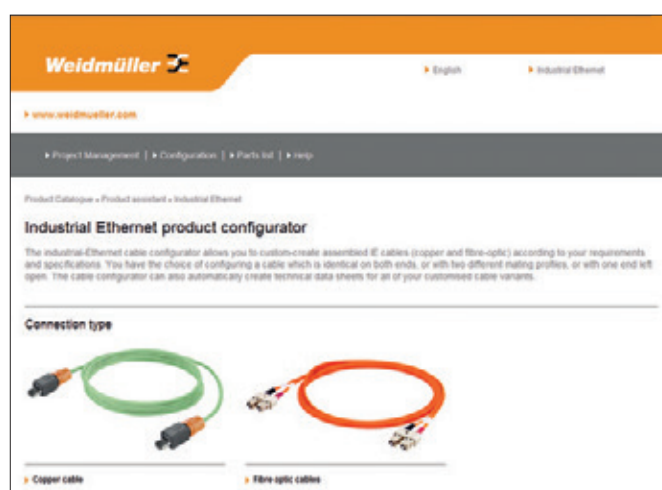 Weidmüller
English Industrial Ethernet
www.weidmueller.com
Project Management | Configuration | Parts list | Help
Product Catalogue » Product assistant » Industrial Ethernet
Industrial Ethernet product configurator
The industrial-Ethernet cable configurator allows you to custom-create assembled IE cables (copper and fibre-optic) according to your requirements
and specifications. You have the choice of configuring a cable which is identical on both ends, or with two different mating profiles, or with one end left
open. The cable configurator can also automatically create technical data sheets for all of your customised cable variants.
Connection type
Copper cable Fibre optic cables